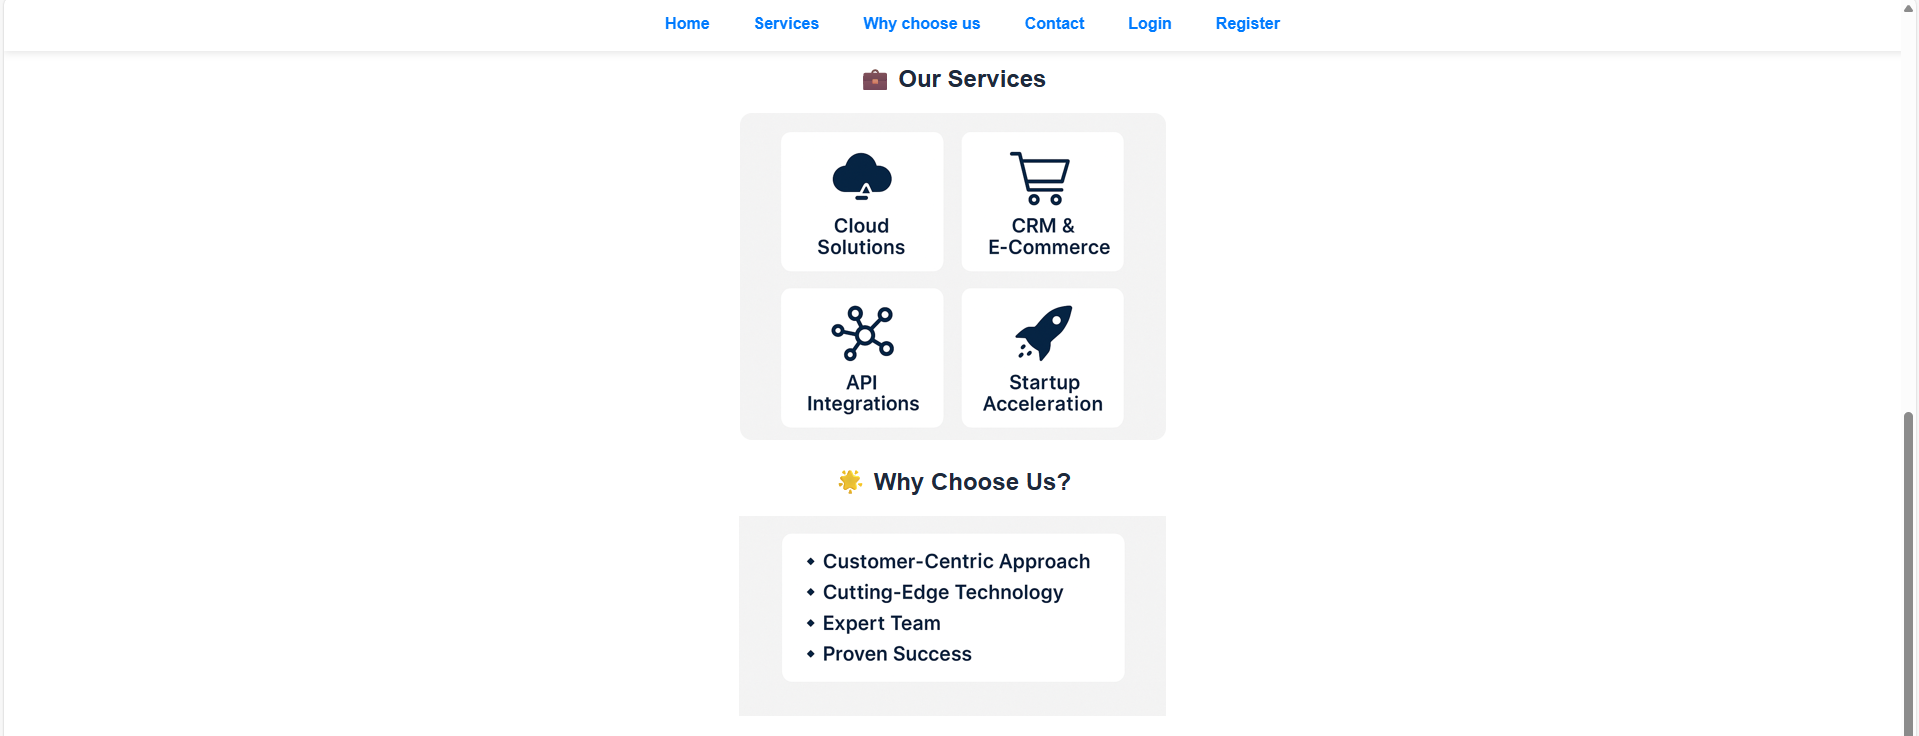 Home Services Why choose us Contact Login Register
Our Services
Cloud
Solutions
CRM &
E-Commerce
API
Integrations
Startup
Acceleration
Why Choose Us?
Customer-Centric Approach
Cutting-Edge Technology
Expert Team
Proven Success